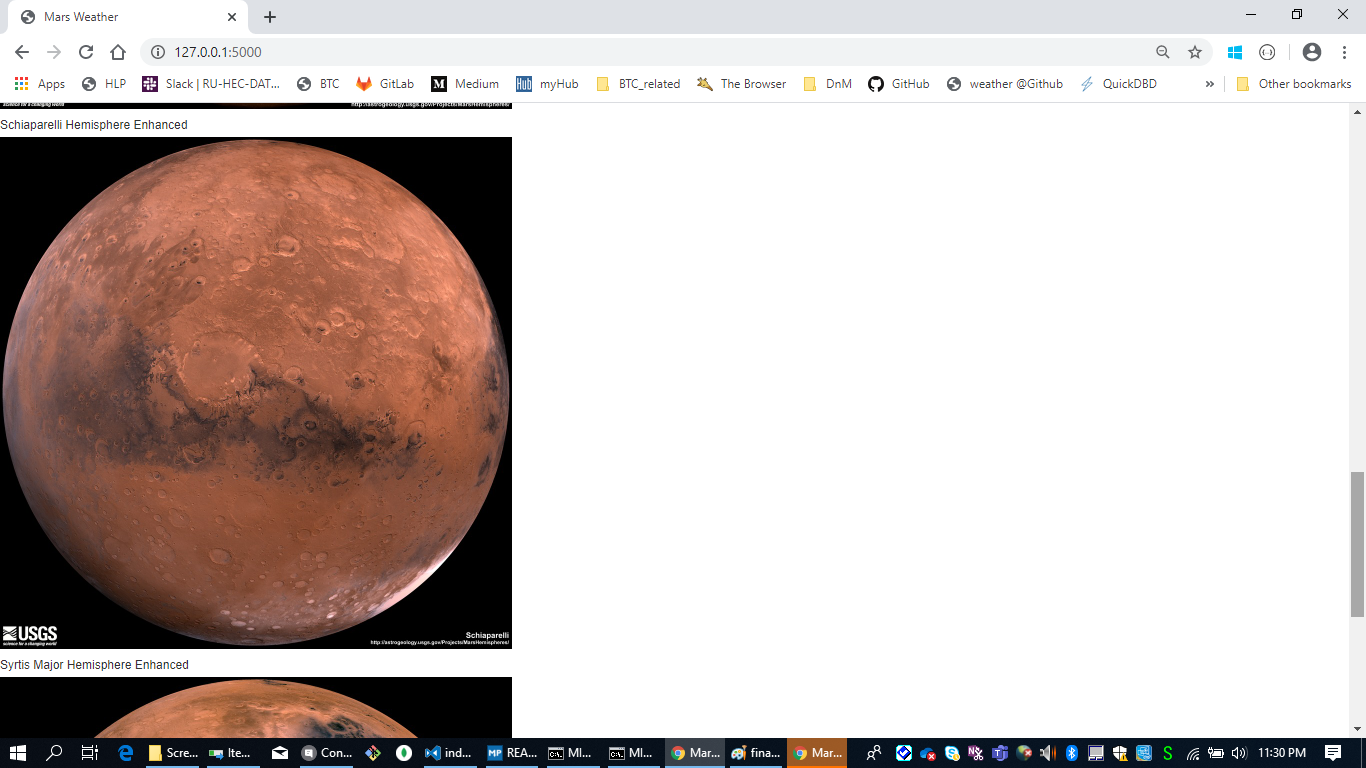 Mars Weather
127.0.0.1:5000
Apps HLP Slack | RU-HEC-DAT... BTC GitLab Medium myHub BTC_related The Browser DnM GitHub weather @Github QuickDBD » Other bookmarks
science for a changing world http://astrogeology.usgs.gov/Projects/MarsHemispheres/
Schiaparelli Hemisphere Enhanced
USGS
science for a changing world
Schiaparelli
http://astrogeology.usgs.gov/Projects/MarsHemispheres/
Syrtis Major Hemisphere Enhanced
Scre... Ite... Con... ind... REA... MI... MI... Mar... fina... Mar... 11:30 PM